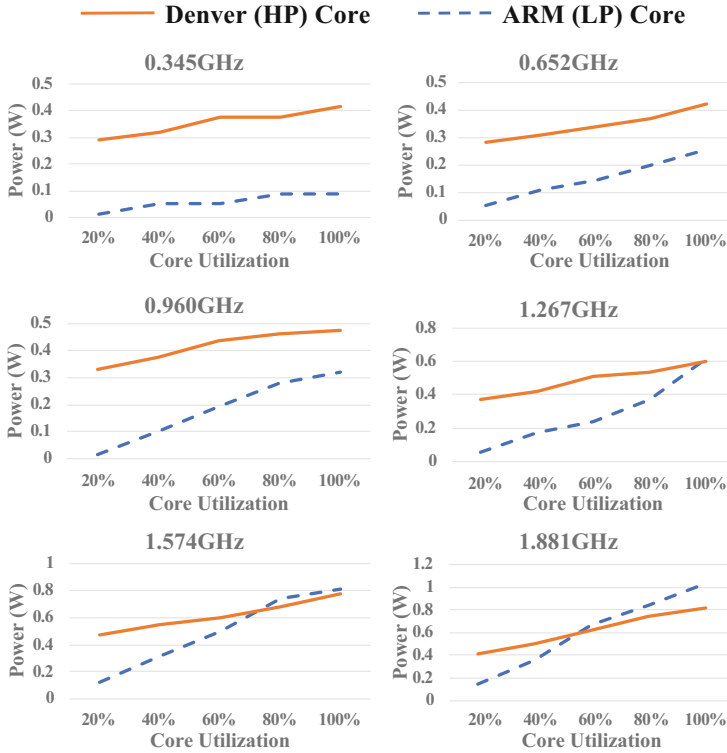 Denver (HP) Core ARM (LP) Core
0.345GHz
Power (W)
0.5
0.4
0.3
0.2
0.1
0
20% 40% 60% 80% 100%
Core Utilization
0.652GHz
Power (W)
0.5
0.4
0.3
0.2
0.1
0
20% 40% 60% 80% 100%
Core Utilization
0.960GHz
Power (W)
0.5
0.4
0.3
0.2
0.1
0
20% 40% 60% 80% 100%
Core Utilization
1.267GHz
Power (W)
0.8
0.6
0.4
0.2
0
20% 40% 60% 80% 100%
Core Utilization
1.574GHz
Power (W)
1
0.8
0.6
0.4
0.2
0
20% 40% 60% 80% 100%
Core Utilization
1.881GHz
Power (W)
1.2
1
0.8
0.6
0.4
0.2
0
20% 40% 60% 80% 100%
Core Utilization